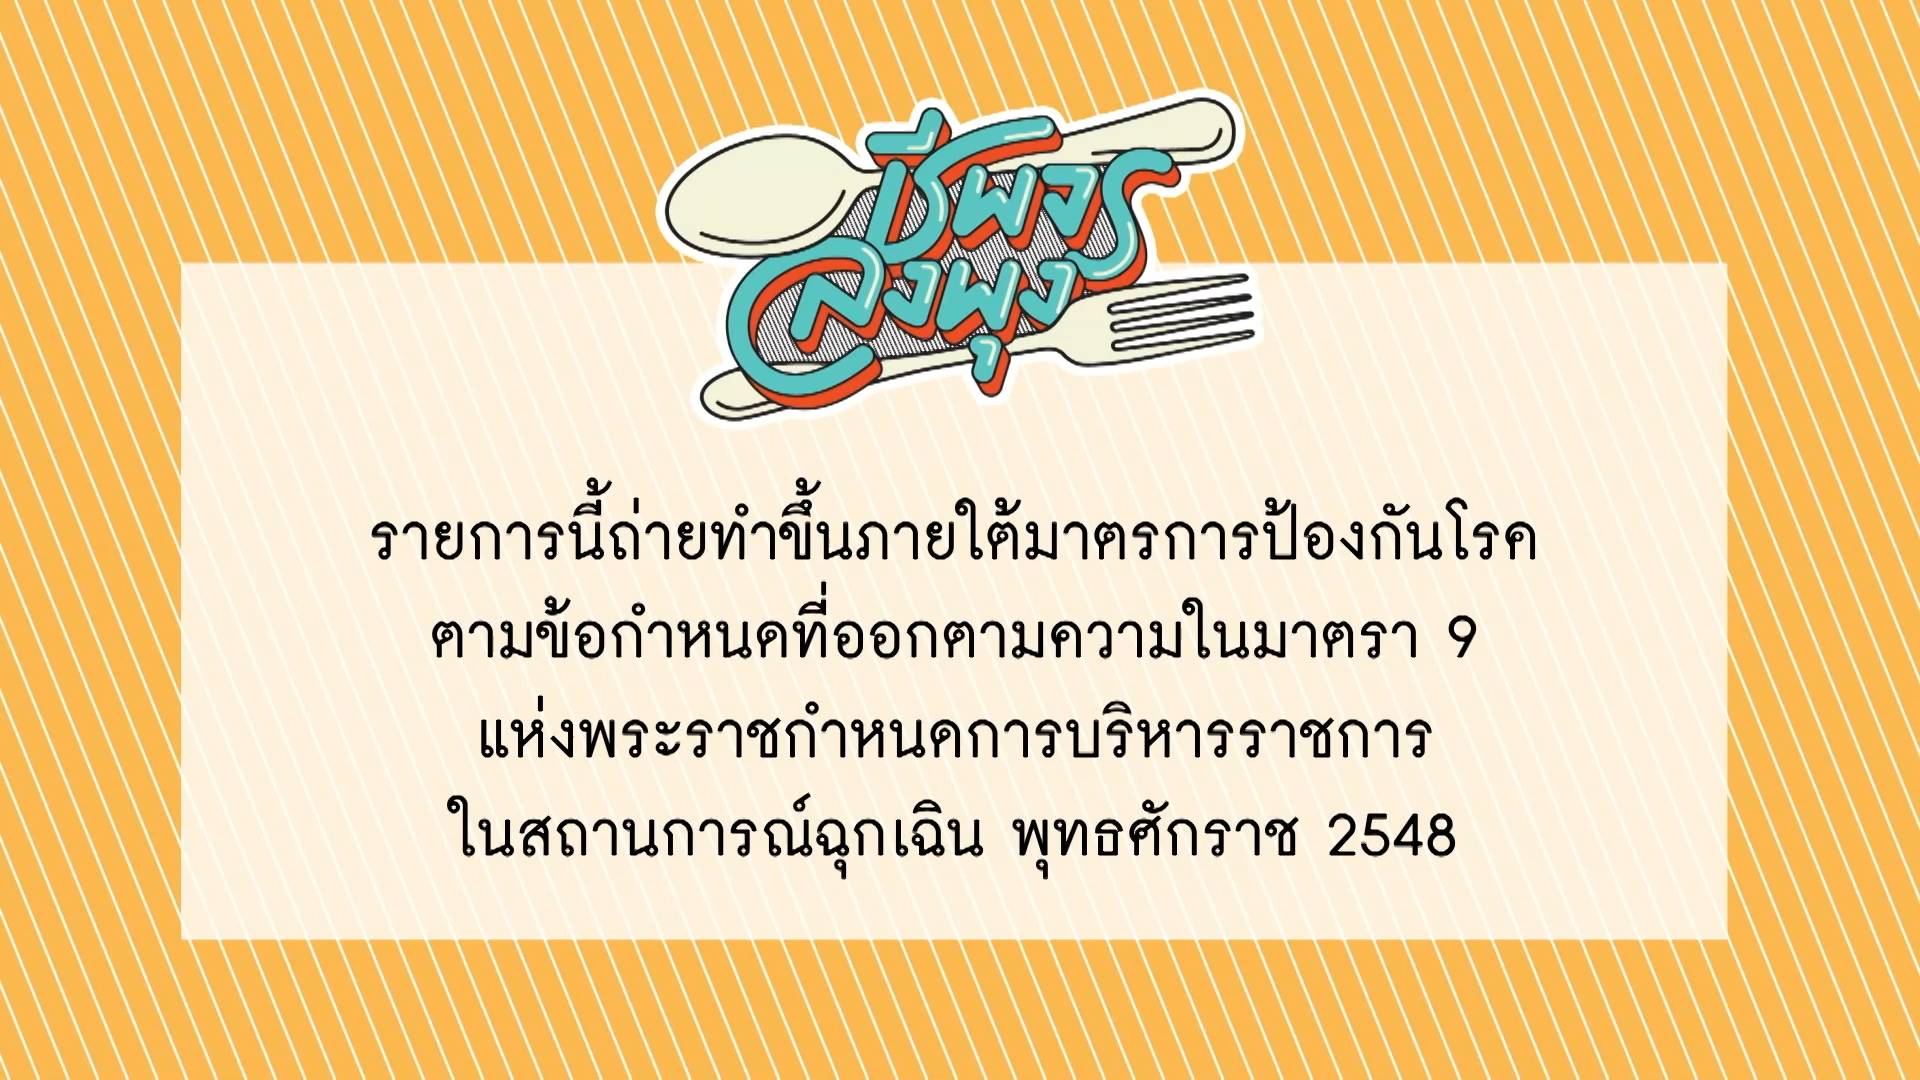 ชีพจร
ลงพุง
รายการนี้ถ่ายทำขึ้นภายใต้มาตรการป้องกันโรค
ตามข้อกำหนดที่ออกตามความในมาตรา 9
แห่งพระราชกำหนดการบริหารราชการ
ในสถานการณ์ฉุกเฉิน พุทธศักราช 2548